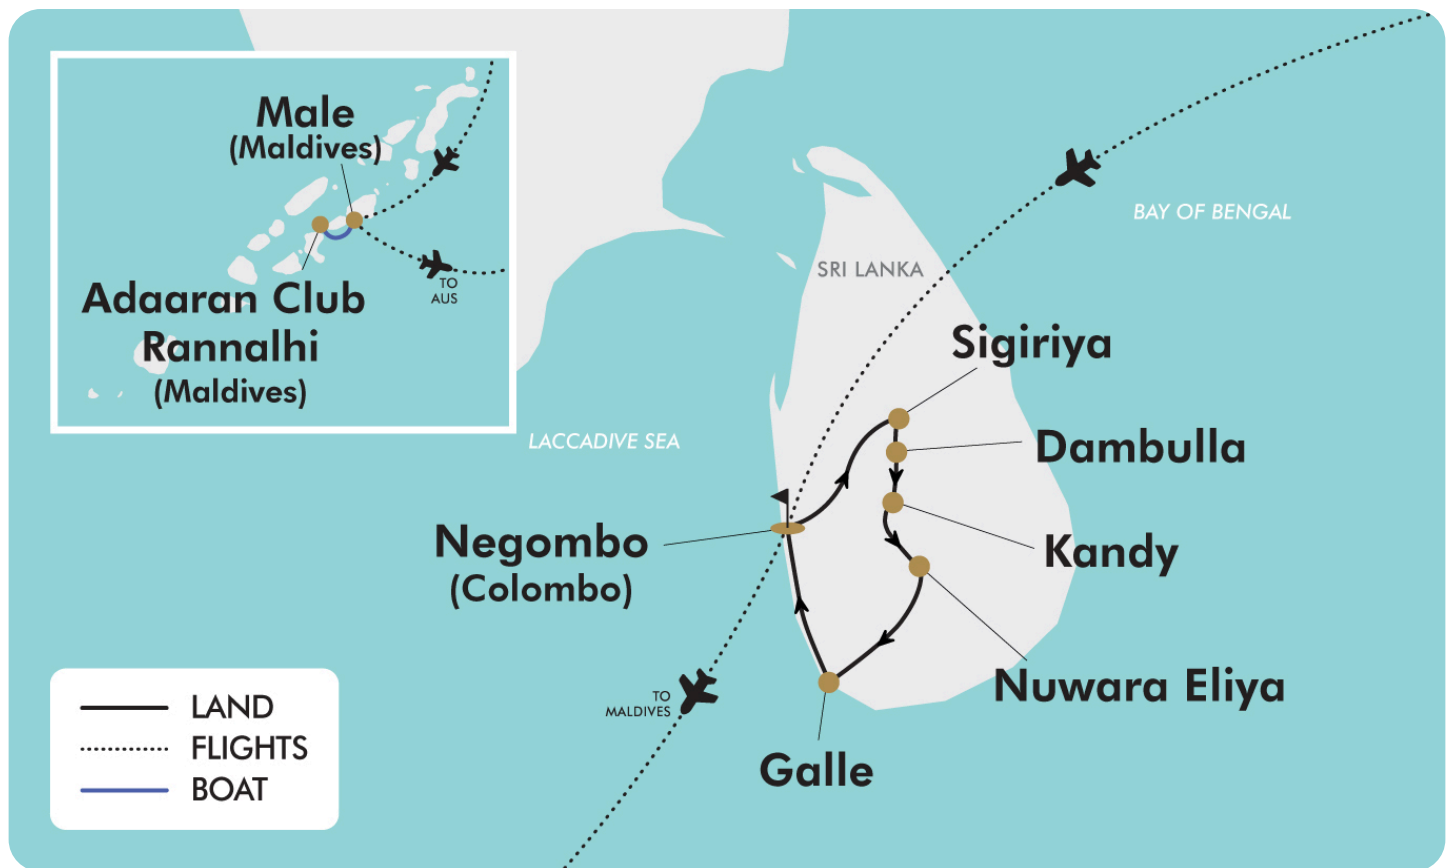 Male
(Maldives)
TO
AUS
Adaaran Club
Rannalhi
(Maldives)
BAY OF BENGAL
SRI LANKA
Sigiriya
LACCADIVE SEA
Dambulla
Negombo
(Colombo)
Kandy
Nuwara Eliya
TO
MALDIVES
Galle
LAND
FLIGHTS
BOAT